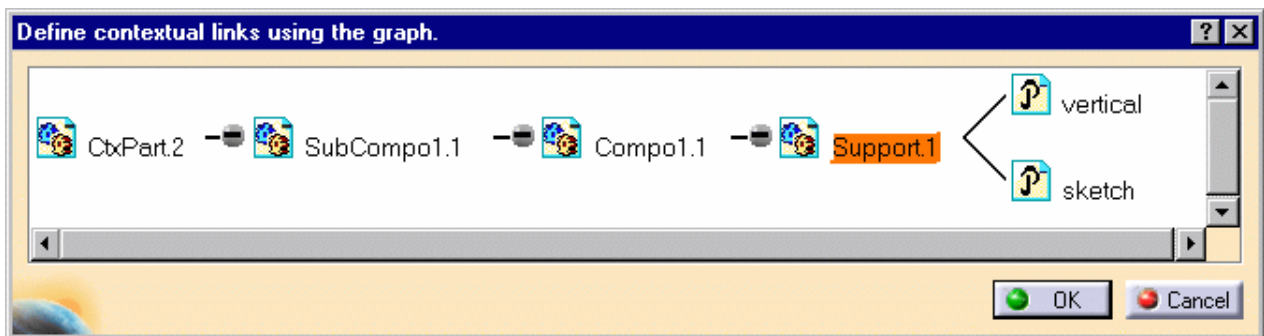 Define contextual links using the graph.
vertical
CtxPart.2 SubCompo1.1 Compo1.1 Support.1
sketch
OK Cancel